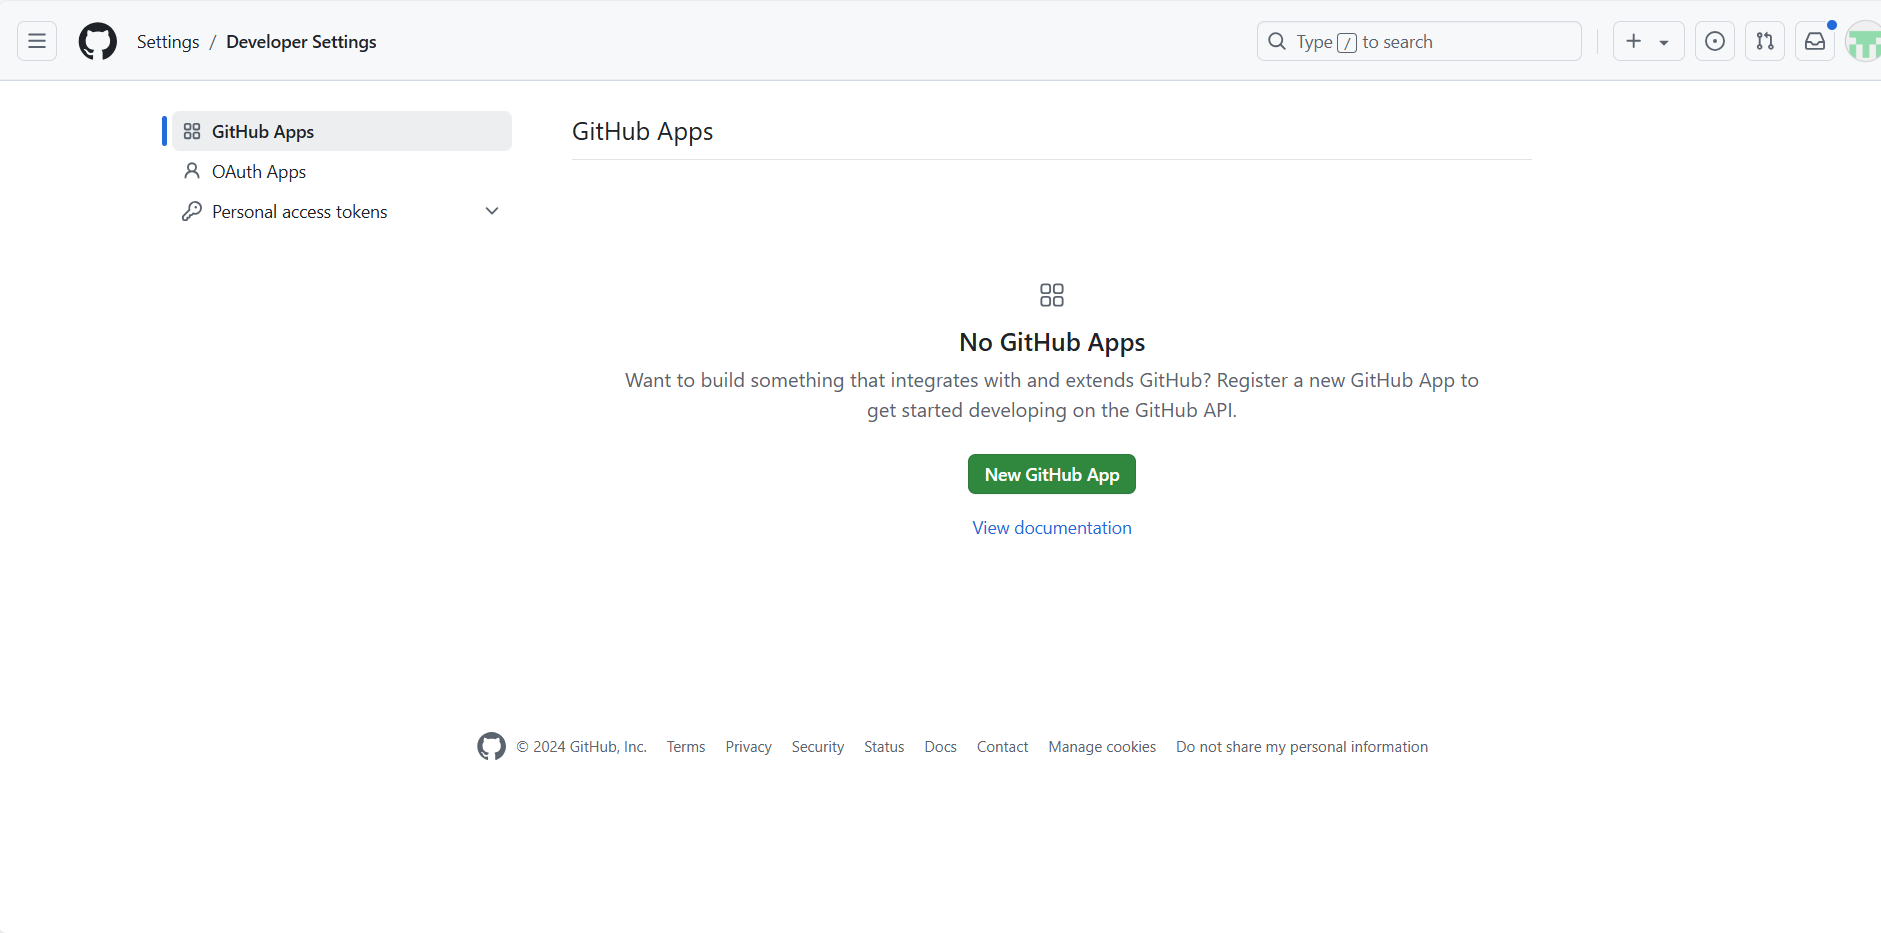 Settings / Developer Settings
Type / to search
GitHub Apps
OAuth Apps
Personal access tokens
GitHub Apps
No GitHub Apps
Want to build something that integrates with and extends GitHub? Register a new GitHub App to
get started developing on the GitHub API.
New GitHub App
View documentation
© 2024 GitHub, Inc. Terms Privacy Security Status Docs Contact Manage cookies Do not share my personal information